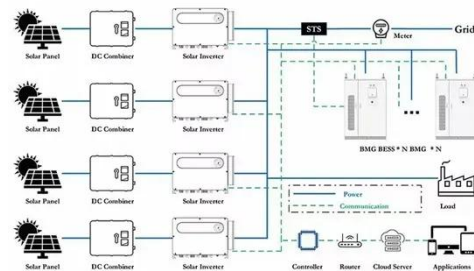 STS
Meter
Grid
Solar Panel
DC Combiner
Solar Inverter
Solar Panel
DC Combiner
Solar Inverter
BMG BESS * N BMG * N
Solar Panel
DC Combiner
Solar Inverter
Power
Communication
Load
Solar Panel
DC Combiner
Solar Inverter
Controller
Router
Cloud Server
Applications